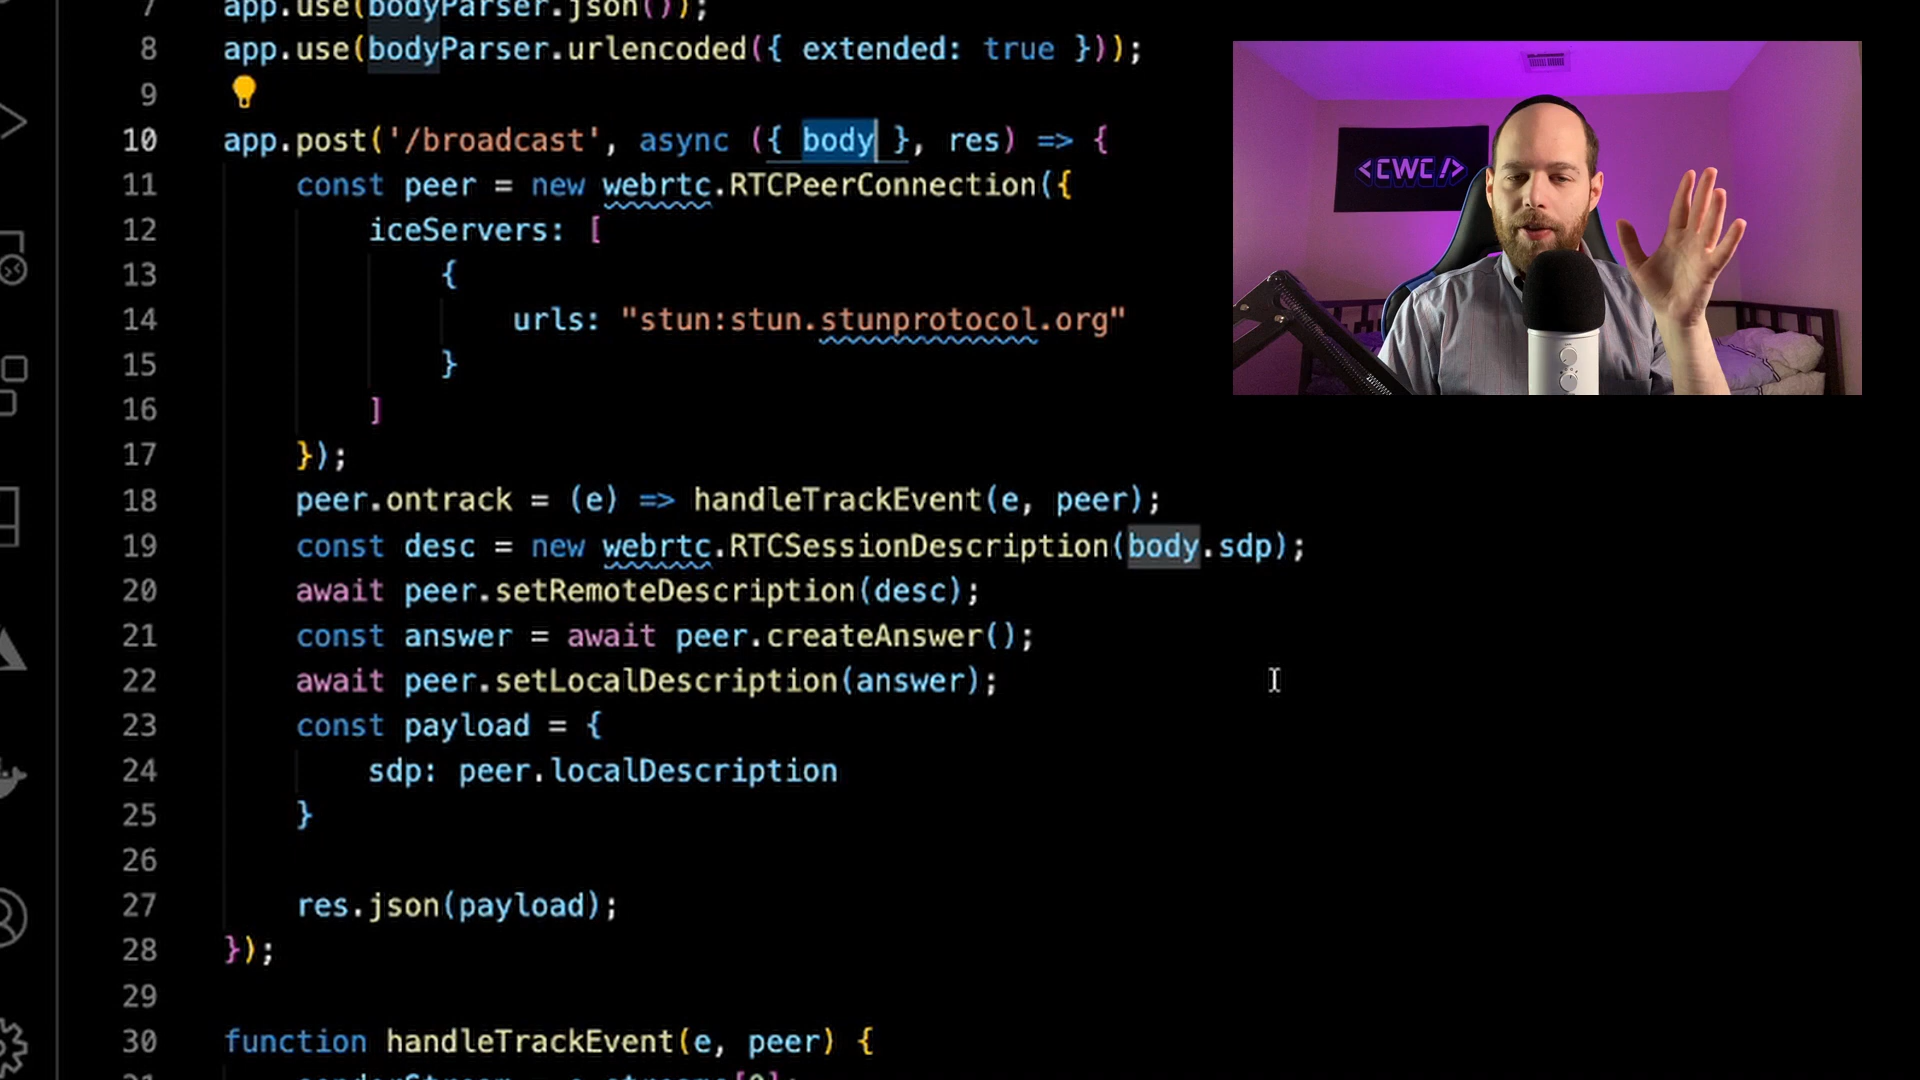 7 app.use(bodyParser.json());
8 app.use(bodyParser.urlencoded({ extended: true }));
9
10 app.post('/broadcast', async ({ body }, res) => {
11 const peer = new webrtc.RTCPeerConnection({
12 iceServers: [
13 {
14 urls: "stun:stun.stunprotocol.org"
15 }
16 ]
17 });
18 peer.ontrack = (e) => handleTrackEvent(e, peer);
19 const desc = new webrtc.RTCSessionDescription(body.sdp);
20 await peer.setRemoteDescription(desc);
21 const answer = await peer.createAnswer();
22 await peer.setLocalDescription(answer);
23 const payload = {
24 sdp: peer.localDescription
25 }
26
27 res.json(payload);
28 });
29
30 function handleTrackEvent(e, peer) {
<CWC/>